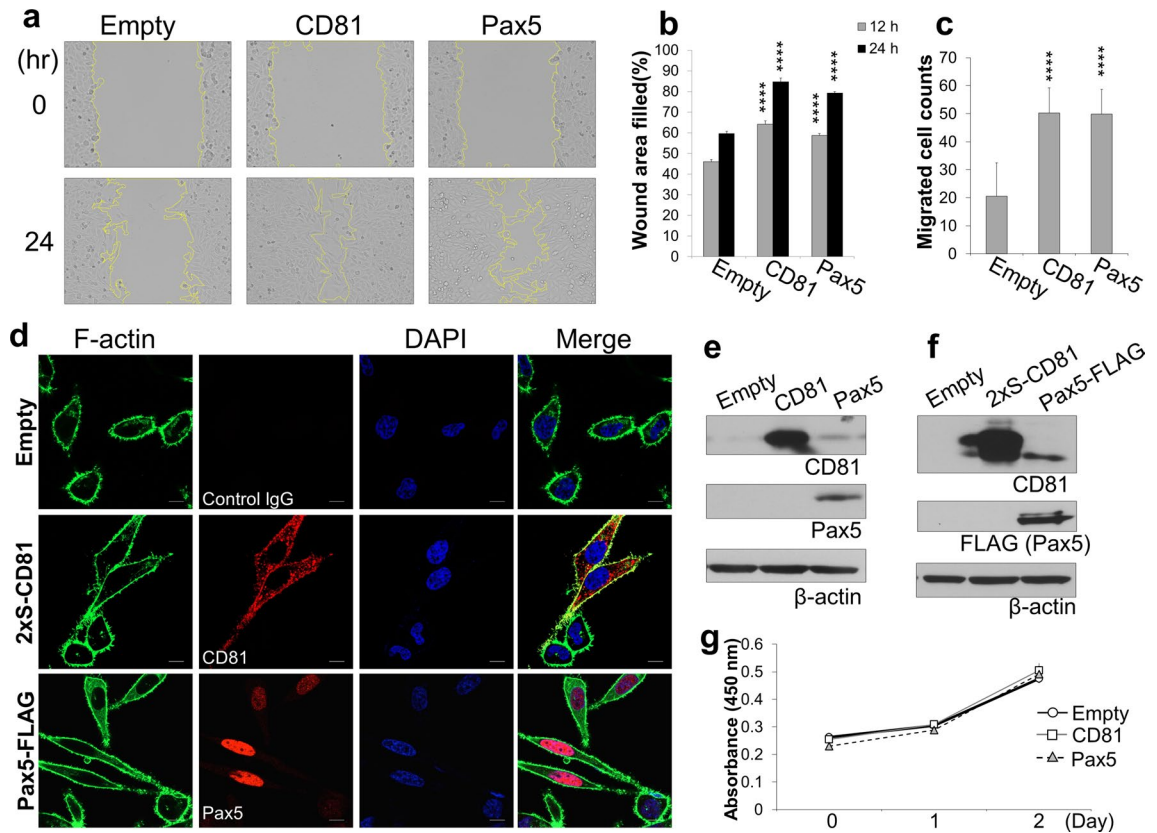 a
Empty CD81 Pax5
(hr)
0
24
b
12 h
24 h
Wound area filled(%)
100
90
80
70
60
50
40
30
20
10
0
****
****
****
****
Empty CD81 Pax5
c
Migrated cell counts
70
60
50
40
30
20
10
0
****
****
Empty CD81 Pax5
d
F-actin DAPI Merge
Empty
Control IgG
2xS-CD81
CD81
Pax5-FLAG
Pax5
e
Empty CD81 Pax5
CD81
Pax5
β-actin
f
Empty 2xS-CD81 Pax5-FLAG
CD81
FLAG (Pax5)
β-actin
g
Absorbance (450 nm)
0.6
0.5
0.4
0.3
0.2
0.1
0
Empty
CD81
Pax5
0 1 2 (Day)